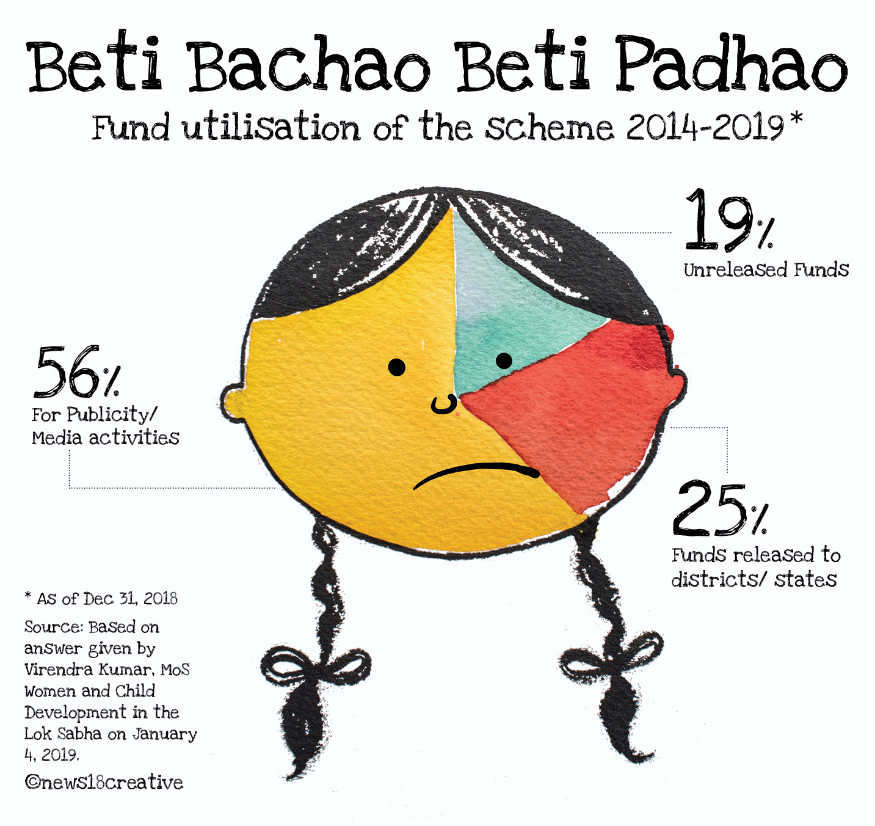 Beti Bachao Beti Padhao
Fund utilisation of the scheme 2014-2019*
19%
Unreleased Funds
56%
For Publicity/
Media activities
25%
Funds released to
districts/ states
* As of Dec 31, 2018
Source: Based on
answer given by
Virendra Kumar, MoS
Women and Child
Development in the
Lok Sabha on January
4, 2019.
©news18creative